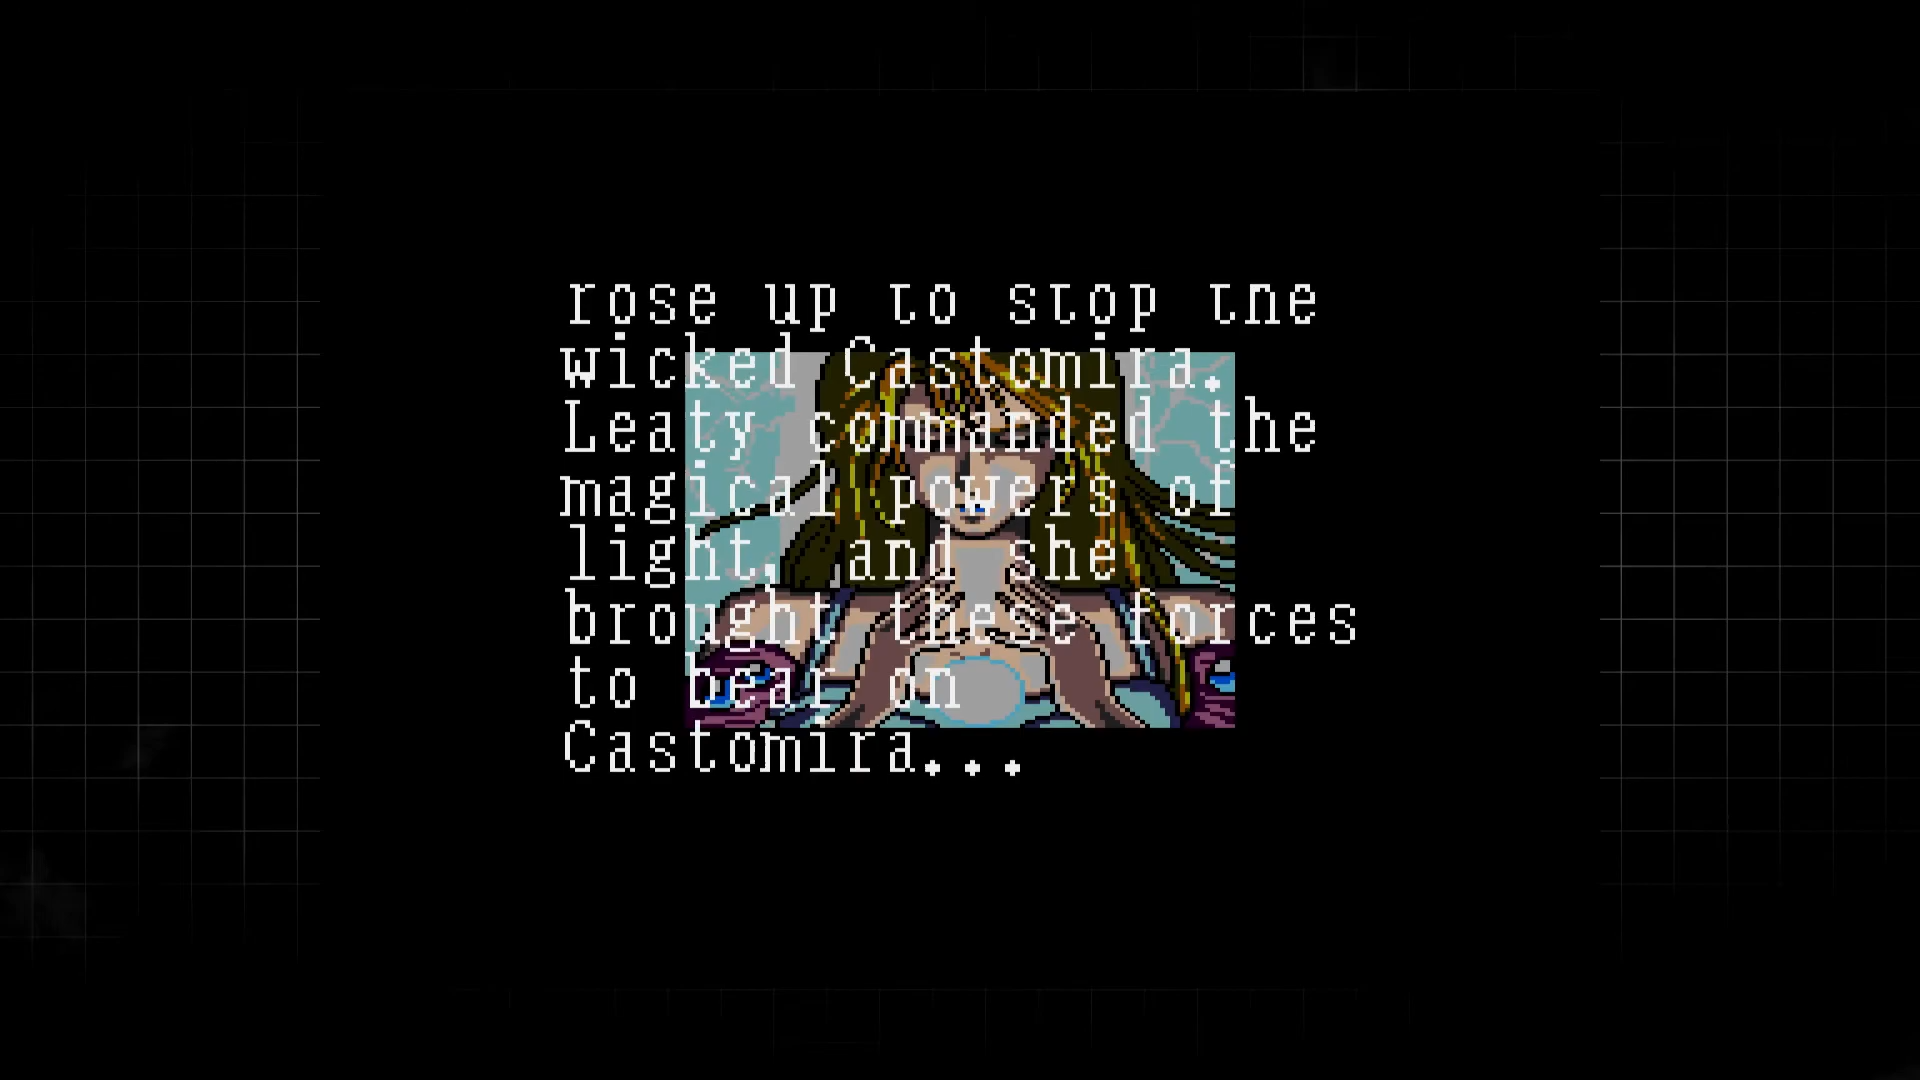 rose up to stop the
wicked Castomira.
Leaty commanded the
magical powers of
light, and she
brought these forces
to bear on
Castomira...